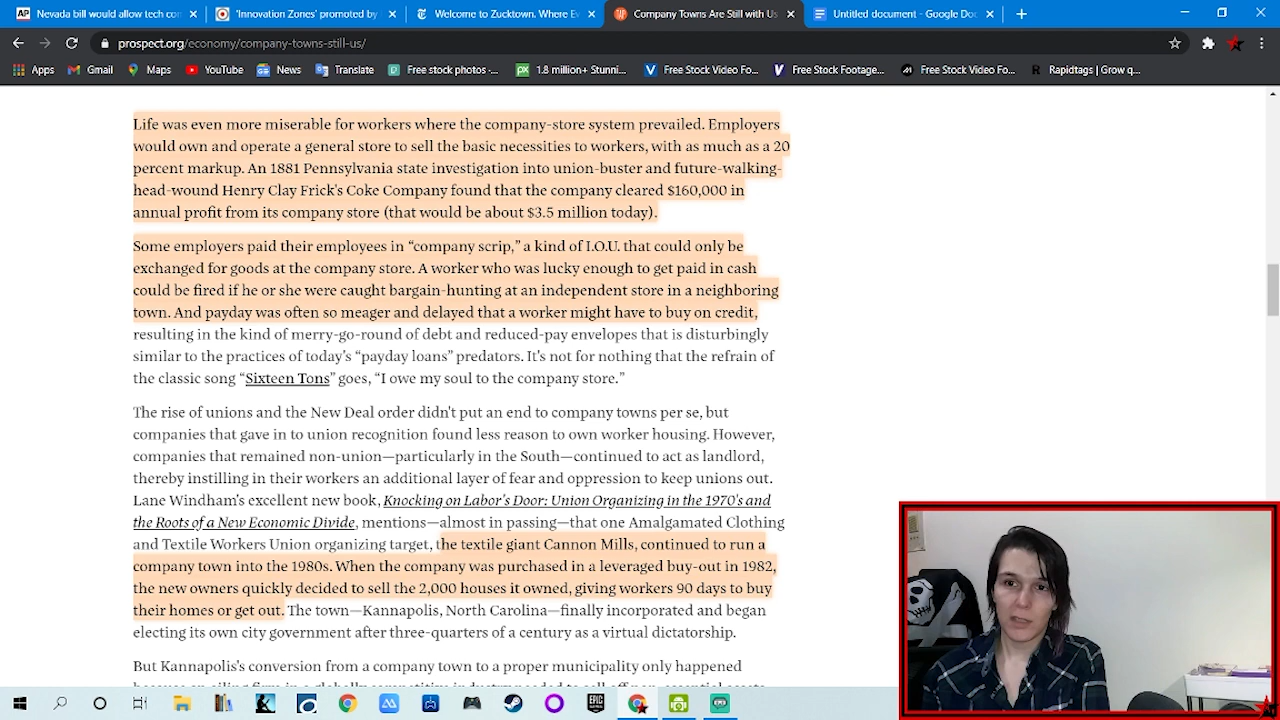 Nevada bill would allow tech con
'Innovation Zones' promoted by
Welcome to Zucktown. Where Ev
Company Towns Are Still with Us
Untitled document - Google Doc
prospect.org/economy/company-towns-still-us/
Apps
Gmail
Maps
YouTube
News
Translate
Free stock photos -...
1.8 million+ Stunni...
Free Stock Video Fo...
Free Stock Footage...
Free Stock Video Fo...
Rapidtags | Grow q...
Life was even more miserable for workers where the company-store system prevailed. Employers
would own and operate a general store to sell the basic necessities to workers, with as much as a 20
percent markup. An 1881 Pennsylvania state investigation into union-buster and future-walking-
head-wound Henry Clay Frick's Coke Company found that the company cleared $160,000 in
annual profit from its company store (that would be about $3.5 million today).
Some employers paid their employees in “company scrip,” a kind of I.O.U. that could only be
exchanged for goods at the company store. A worker who was lucky enough to get paid in cash
could be fired if he or she were caught bargain-hunting at an independent store in a neighboring
town. And payday was often so meager and delayed that a worker might have to buy on credit,
resulting in the kind of merry-go-round of debt and reduced-pay envelopes that is disturbingly
similar to the practices of today's “payday loans” predators. It's not for nothing that the refrain of
the classic song “Sixteen Tons” goes, “I owe my soul to the company store.”
The rise of unions and the New Deal order didn't put an end to company towns per se, but
companies that gave in to union recognition found less reason to own worker housing. However,
companies that remained non-union—particularly in the South—continued to act as landlord,
thereby instilling in their workers an additional layer of fear and oppression to keep unions out.
Lane Windham's excellent new book, Knocking on Labor's Door: Union Organizing in the 1970's and
the Roots of a New Economic Divide, mentions—almost in passing—that one Amalgamated Clothing
and Textile Workers Union organizing target, the textile giant Cannon Mills, continued to run a
company town into the 1980s. When the company was purchased in a leveraged buy-out in 1982,
the new owners quickly decided to sell the 2,000 houses it owned, giving workers 90 days to buy
their homes or get out. The town—Kannapolis, North Carolina—finally incorporated and began
electing its own city government after three-quarters of a century as a virtual dictatorship.
But Kannapolis's conversion from a company town to a proper municipality only happened